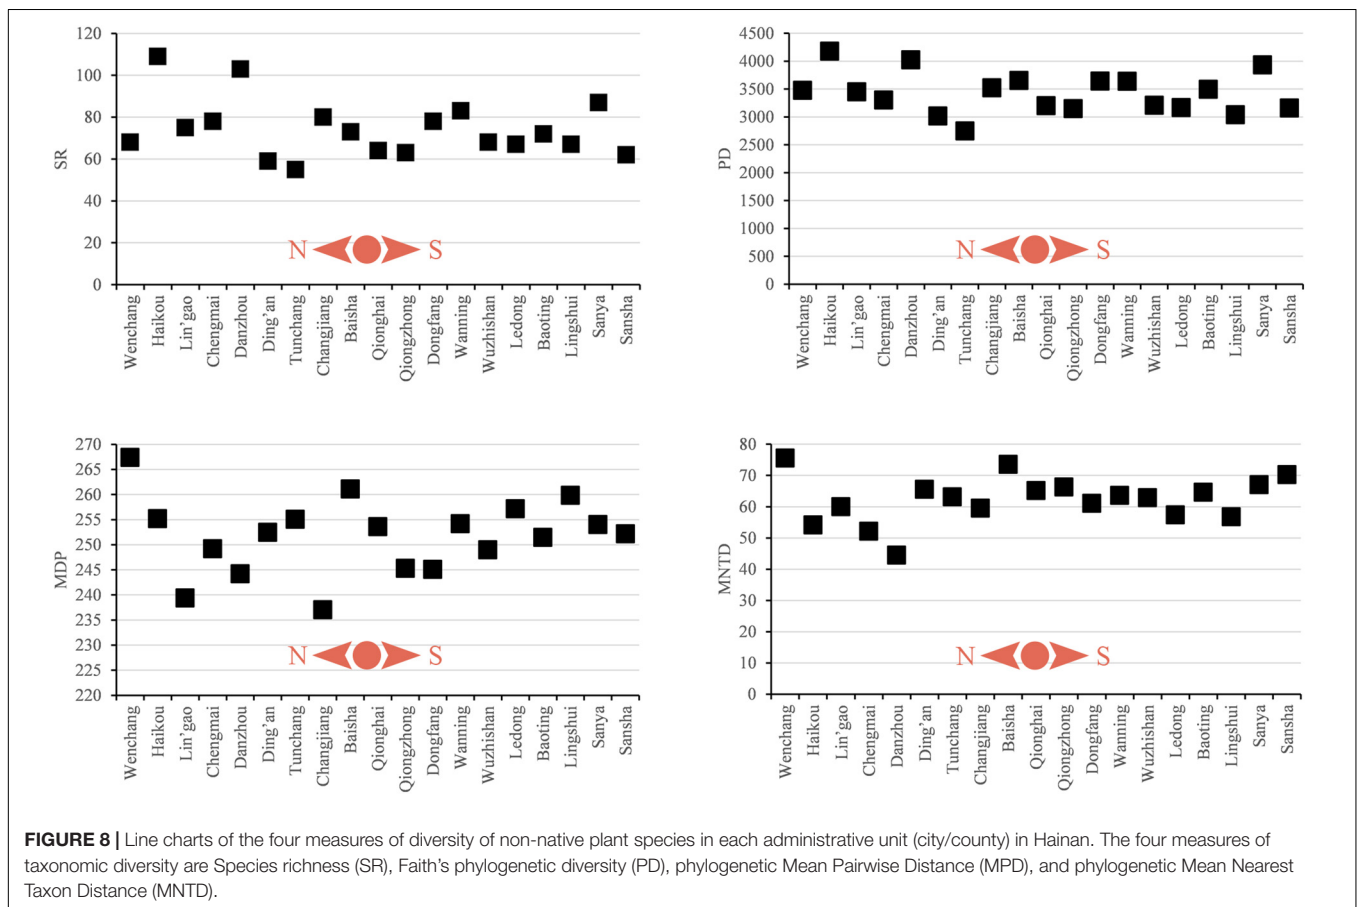 120
100
80
60
40
20
0
SR
N S
Wenchang
Haikou
Lin'gao
Chengmai
Danzhou
Ding'an
Tunchang
Changjiang
Baisha
Qionghai
Qiongzhong
Dongfang
Wanning
Wuzhishan
Ledong
Baoting
Lingshui
Sanya
Sansha
4500
4000
3500
3000
2500
2000
1500
1000
500
0
PD
N S
Wenchang
Haikou
Lin'gao
Chengmai
Danzhou
Ding'an
Tunchang
Changjiang
Baisha
Qionghai
Qiongzhong
Dongfang
Wanning
Wuzhishan
Ledong
Baoting
Lingshui
Sanya
Sansha
270
265
260
255
250
245
240
235
230
225
220
MDP
N S
Wenchang
Haikou
Lin'gao
Chengmai
Danzhou
Ding'an
Tunchang
Changjiang
Baisha
Qionghai
Qiongzhong
Dongfang
Wanning
Wuzhishan
Ledong
Baoting
Lingshui
Sanya
Sansha
80
70
60
50
40
30
20
10
0
MNTD
N S
Wenchang
Haikou
Lin'gao
Chengmai
Danzhou
Ding'an
Tunchang
Changjiang
Baisha
Qionghai
Qiongzhong
Dongfang
Wanning
Wuzhishan
Ledong
Baoting
Lingshui
Sanya
Sansha
FIGURE 8 | Line charts of the four measures of diversity of non-native plant species in each administrative unit (city/county) in Hainan. The four measures of
taxonomic diversity are Species richness (SR), Faith's phylogenetic diversity (PD), phylogenetic Mean Pairwise Distance (MPD), and phylogenetic Mean Nearest
Taxon Distance (MNTD).